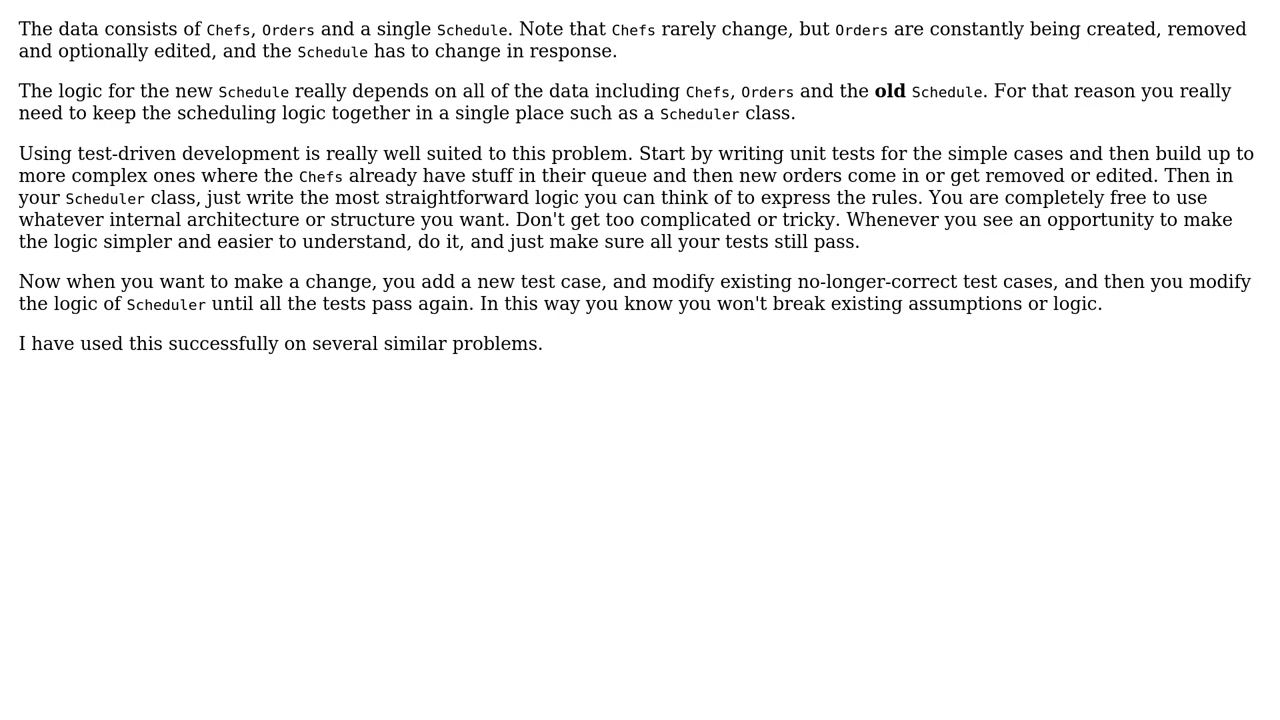 The data consists of Chefs, Orders and a single Schedule. Note that Chefs rarely change, but Orders are constantly being created, removed
and optionally edited, and the Schedule has to change in response.
The logic for the new Schedule really depends on all of the data including Chefs, Orders and the old Schedule. For that reason you really
need to keep the scheduling logic together in a single place such as a Scheduler class.
Using test-driven development is really well suited to this problem. Start by writing unit tests for the simple cases and then build up to
more complex ones where the Chefs already have stuff in their queue and then new orders come in or get removed or edited. Then in
your Scheduler class, just write the most straightforward logic you can think of to express the rules. You are completely free to use
whatever internal architecture or structure you want. Don't get too complicated or tricky. Whenever you see an opportunity to make
the logic simpler and easier to understand, do it, and just make sure all your tests still pass.
Now when you want to make a change, you add a new test case, and modify existing no-longer-correct test cases, and then you modify
the logic of Scheduler until all the tests pass again. In this way you know you won't break existing assumptions or logic.
I have used this successfully on several similar problems.